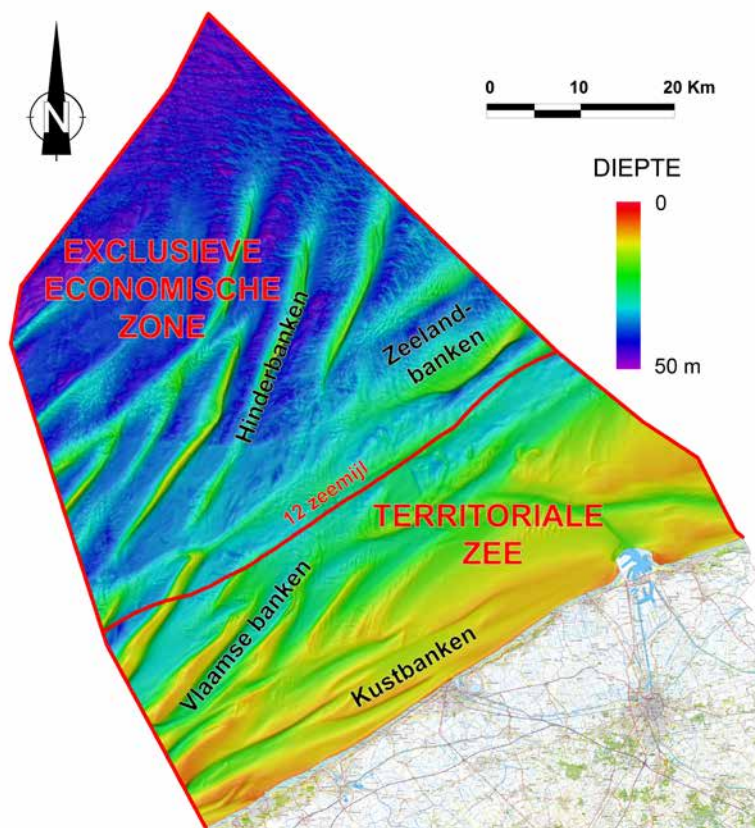 N
0 10 20 Km
DIEPTE
0
50 m
EXCLUSIEVE
ECONOMISCHE
ZONE
Hinderbanken
Zeeland-
banken
12 zeemijl
TERRITORIALE
ZEE
Vlaamse banken
Kustbanken